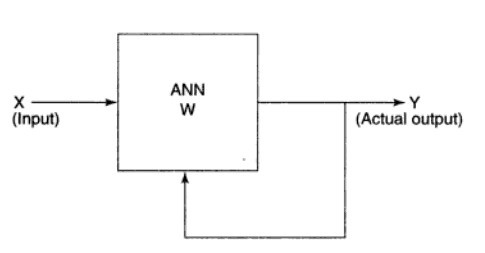 ANN
W
X
(Input)
Y
(Actual output)